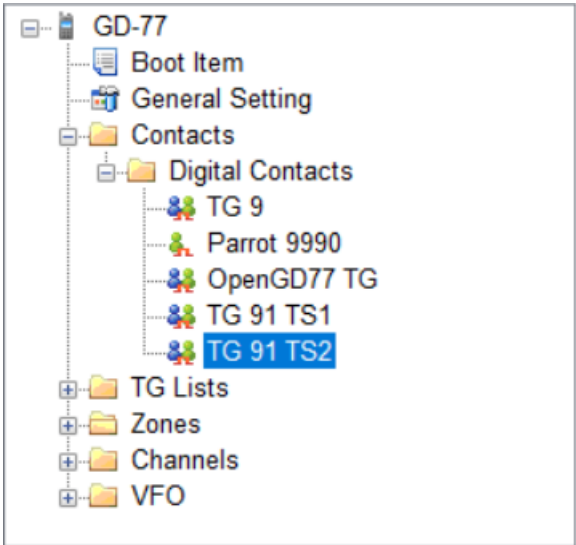 GD-77
Boot Item
General Setting
Contacts
Digital Contacts
TG 9
Parrot 9990
OpenGD77 TG
TG 91 TS1
TG 91 TS2
TG Lists
Zones
Channels
VFO